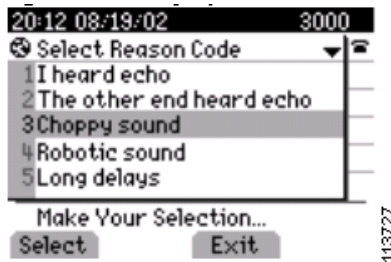 20:12 08/19/02 3000
Select Reason Code
1 I heard echo
2 The other end heard echo
3 Choppy sound
4 Robotic sound
5 Long delays
Make Your Selection...
Select Exit
113727